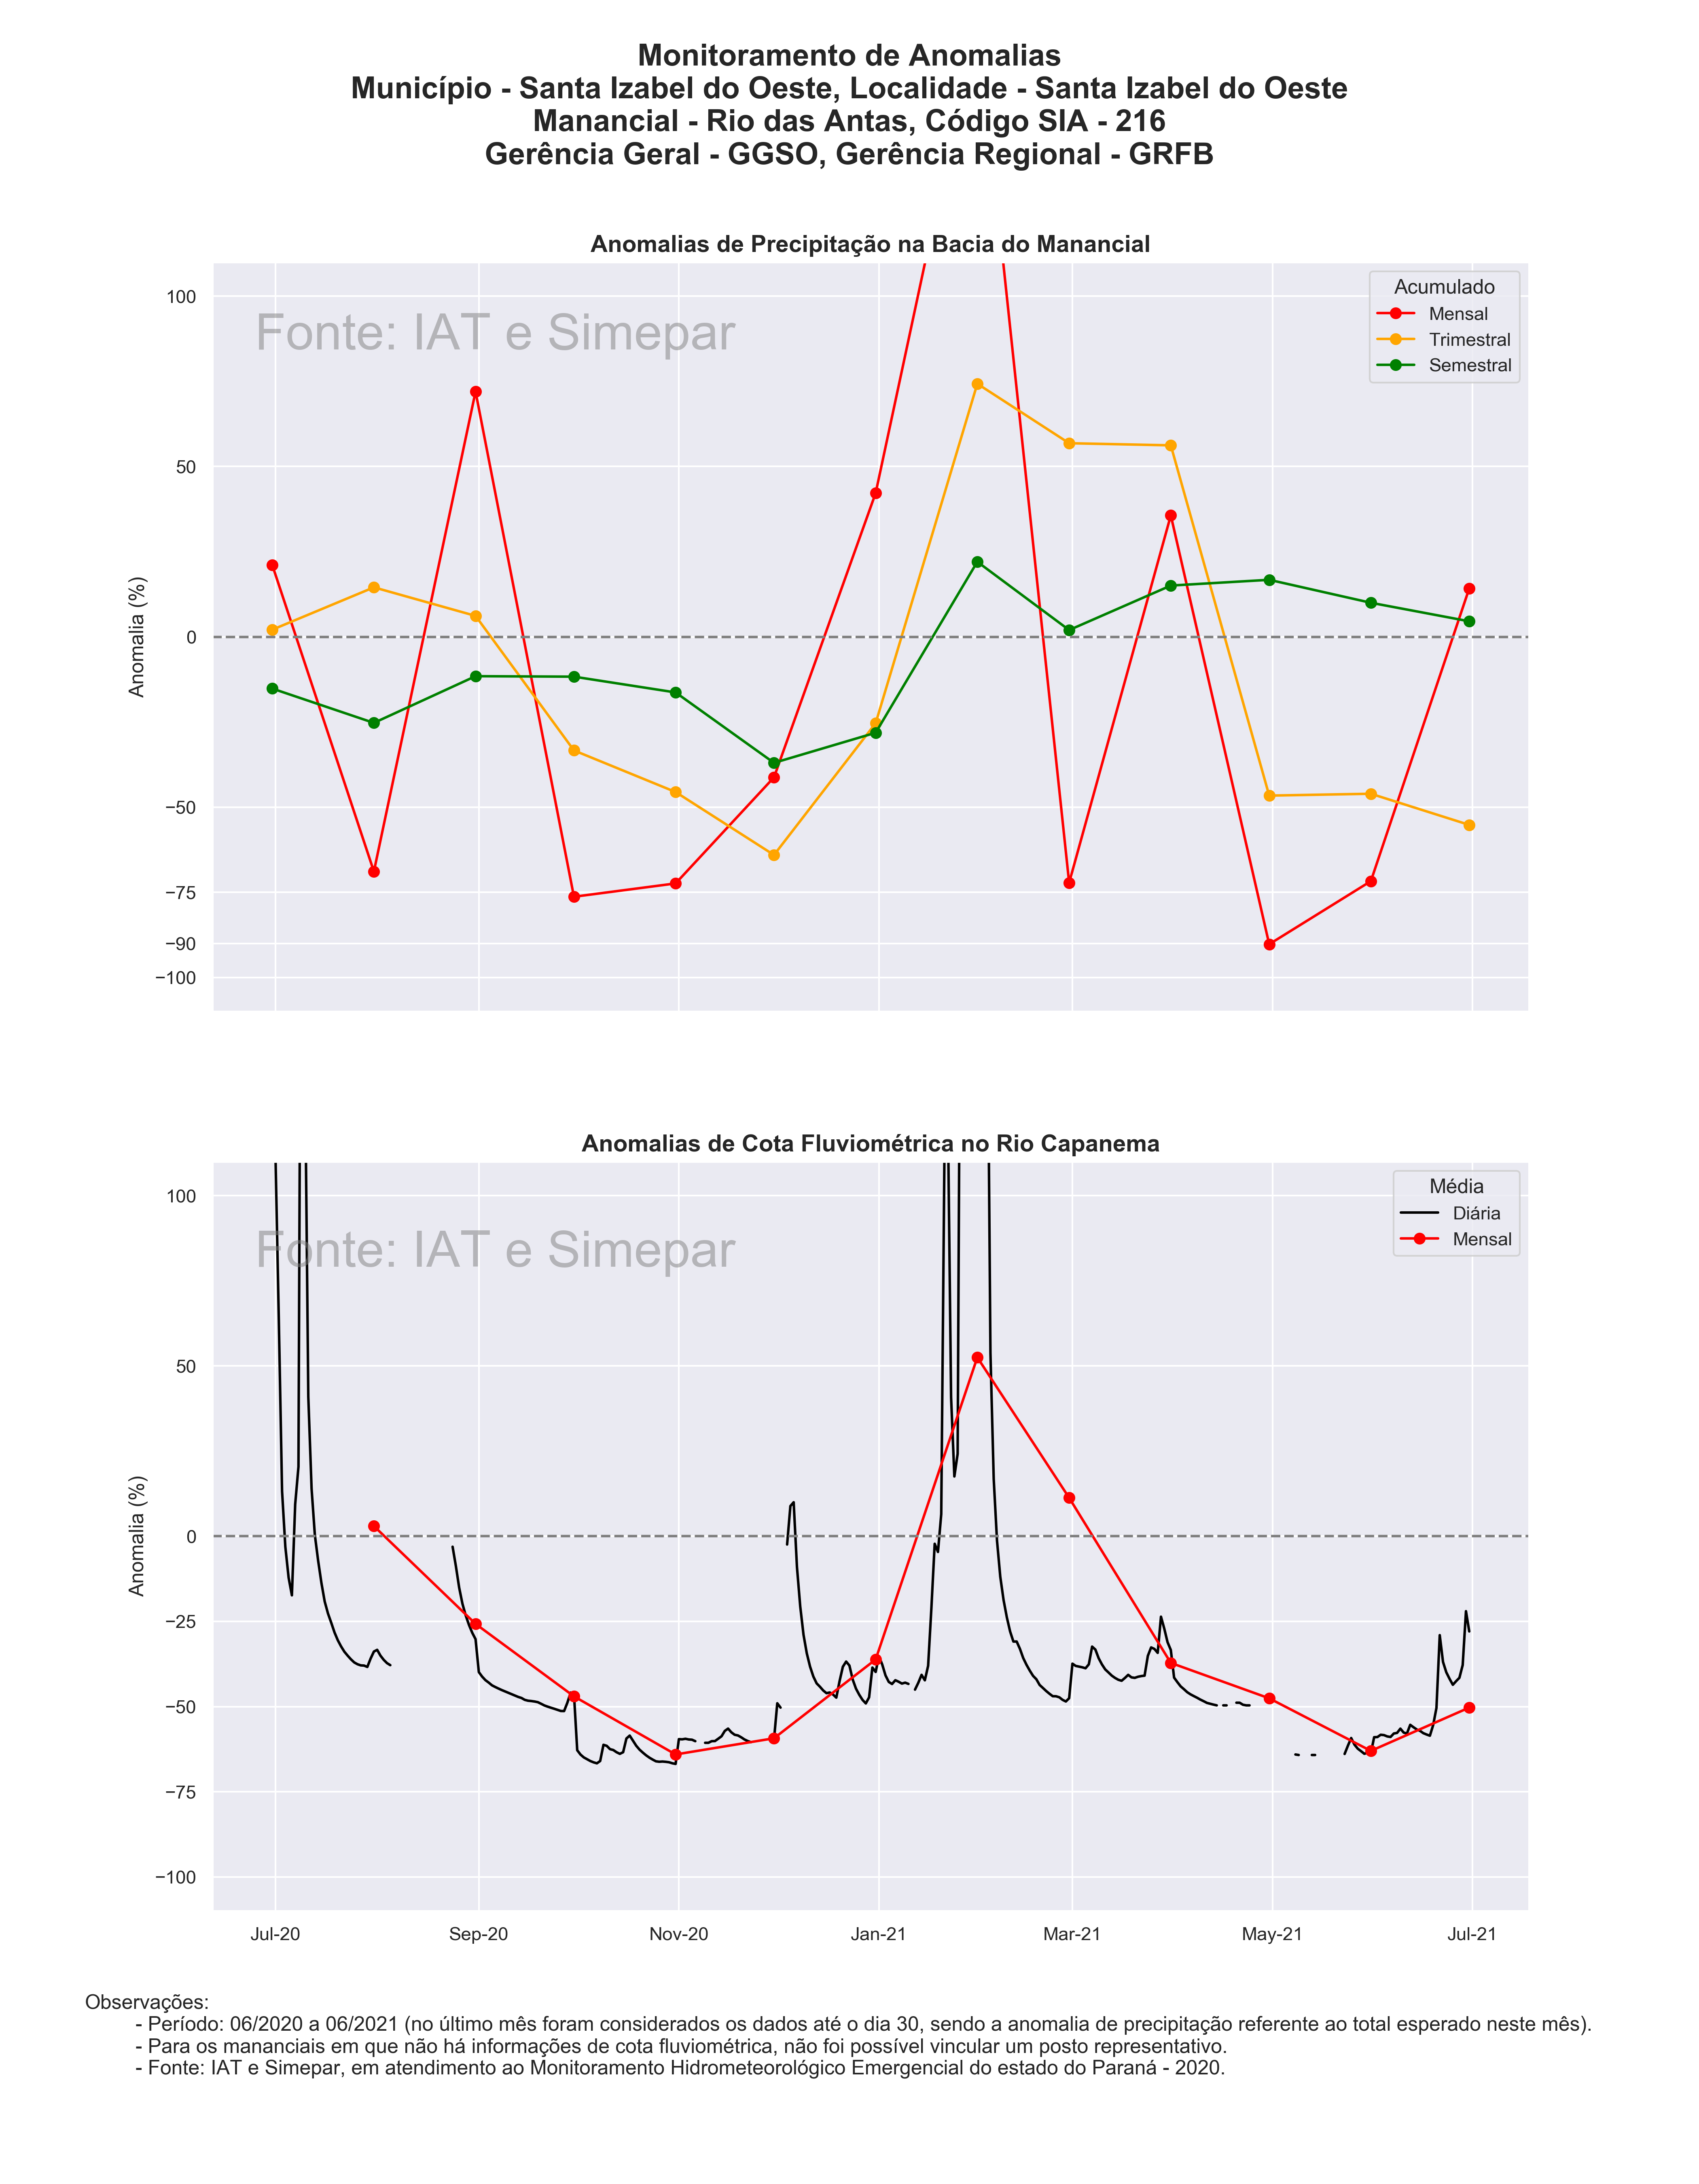 Monitoramento de Anomalias
Município - Santa Izabel do Oeste, Localidade - Santa Izabel do Oeste
Manancial - Rio das Antas, Código SIA - 216
Gerência Geral - GGSO, Gerência Regional - GRFB
Anomalias de Precipitação na Bacia do Manancial
Fonte: IAT e Simepar
Acumulado
Mensal
Trimestral
Semestral
Anomalia (%)
100
50
0
−50
−75
−90
−100
Anomalias de Cota Fluviométrica no Rio Capanema
Fonte: IAT e Simepar
Média
Diária
Mensal
Anomalia (%)
100
50
0
−25
−50
−75
−100
Jul-20 Sep-20 Nov-20 Jan-21 Mar-21 May-21 Jul-21
Observações:
- Período: 06/2020 a 06/2021 (no último mês foram considerados os dados até o dia 30, sendo a anomalia de precipitação referente ao total esperado neste mês).
- Para os mananciais em que não há informações de cota fluviométrica, não foi possível vincular um posto representativo.
- Fonte: IAT e Simepar, em atendimento ao Monitoramento Hidrometeorológico Emergencial do estado do Paraná - 2020.